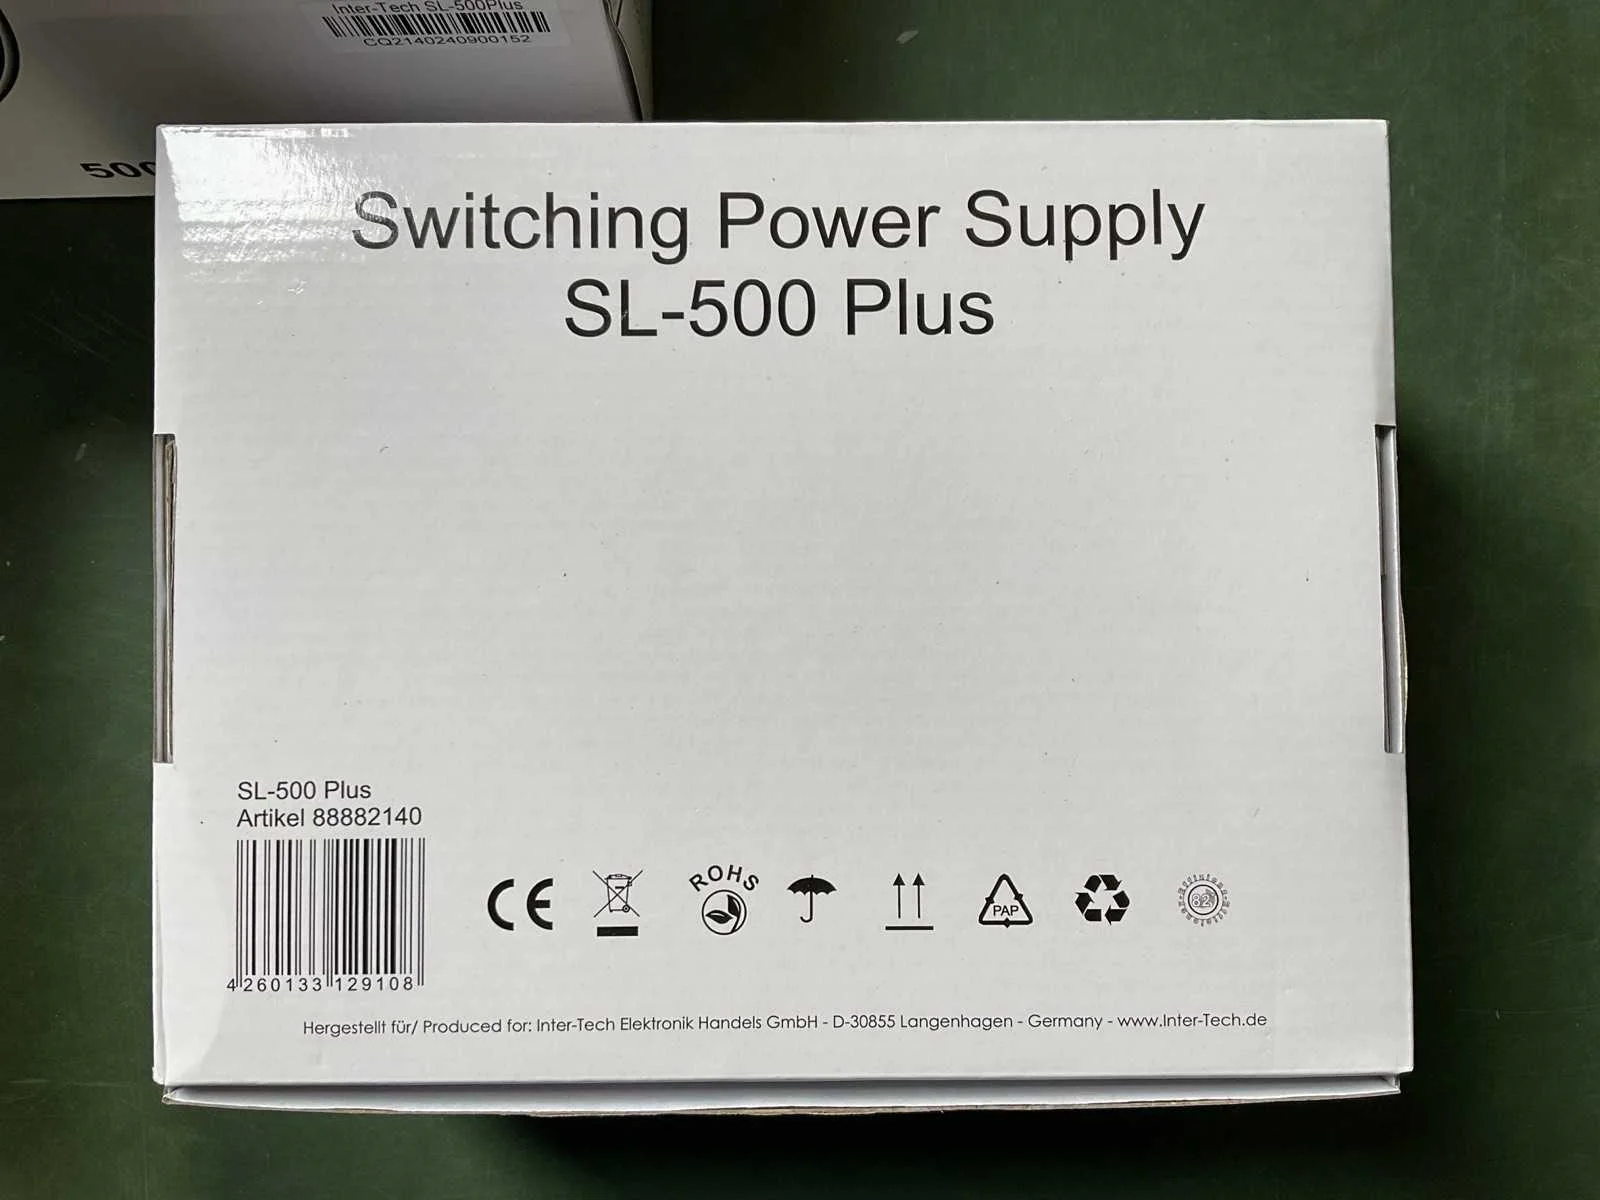 Inter-Tech SL-500Plus
CQ2140240900152
500
Switching Power Supply
SL-500 Plus
SL-500 Plus
Artikel 88882140
4 260133 129108
CE
ROHS
PAP
82
Hergestellt für/ Produced for: Inter-Tech Elektronik Handels GmbH - D-30855 Langenhagen - Germany - www.Inter-Tech.de